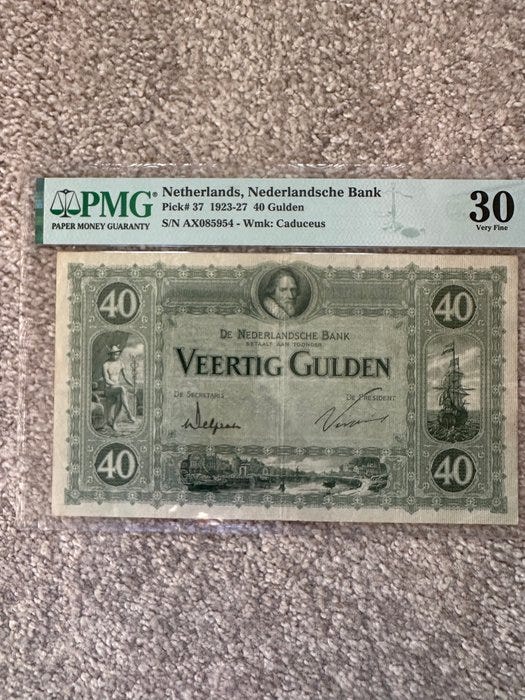 PMG®
PAPER MONEY GUARANTY
Netherlands, Nederlandsche Bank
Pick# 37 1923-27 40 Gulden
S/N AX085954 - Wmk: Caduceus
30
Very Fine
40
40
DE NEDERLANDSCHE BANK
BETAALT AAN TOONDER
VEERTIG GULDEN
DE SECRETARIS
DE PRESIDENT
40
40